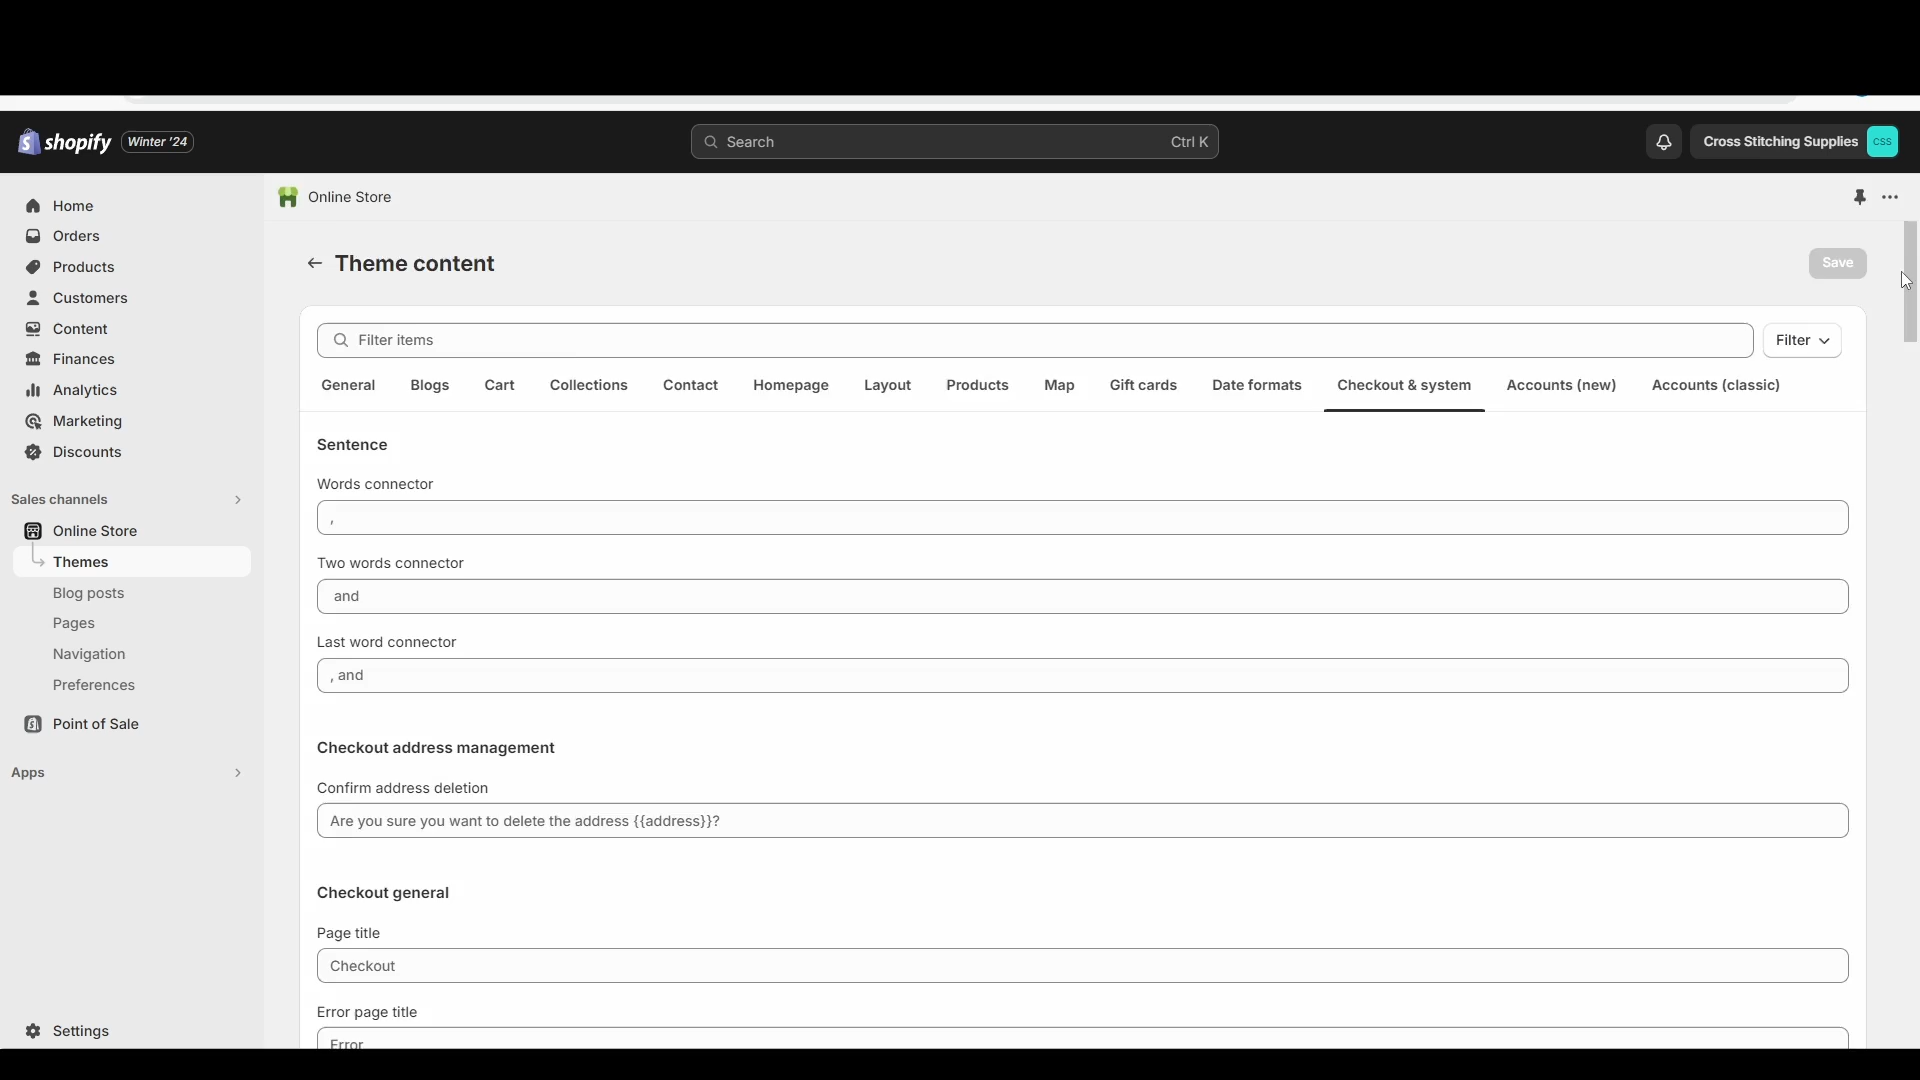 shopify Winter '24
Search Ctrl K
Cross Stitching Supplies CSS
Home
Orders
Products
Customers
Content
Finances
Analytics
Marketing
Discounts
Sales channels
Online Store
Themes
Blog posts
Pages
Navigation
Preferences
Point of Sale
Apps
Settings
Online Store
Theme content
Save
Filter items
Filter
General Blogs Cart Collections Contact Homepage Layout Products Map Gift cards Date formats Checkout & system Accounts (new) Accounts (classic)
Sentence
Words connector
,
Two words connector
and
Last word connector
, and
Checkout address management
Confirm address deletion
Are you sure you want to delete the address {{address}}?
Checkout general
Page title
Checkout
Error page title
Error